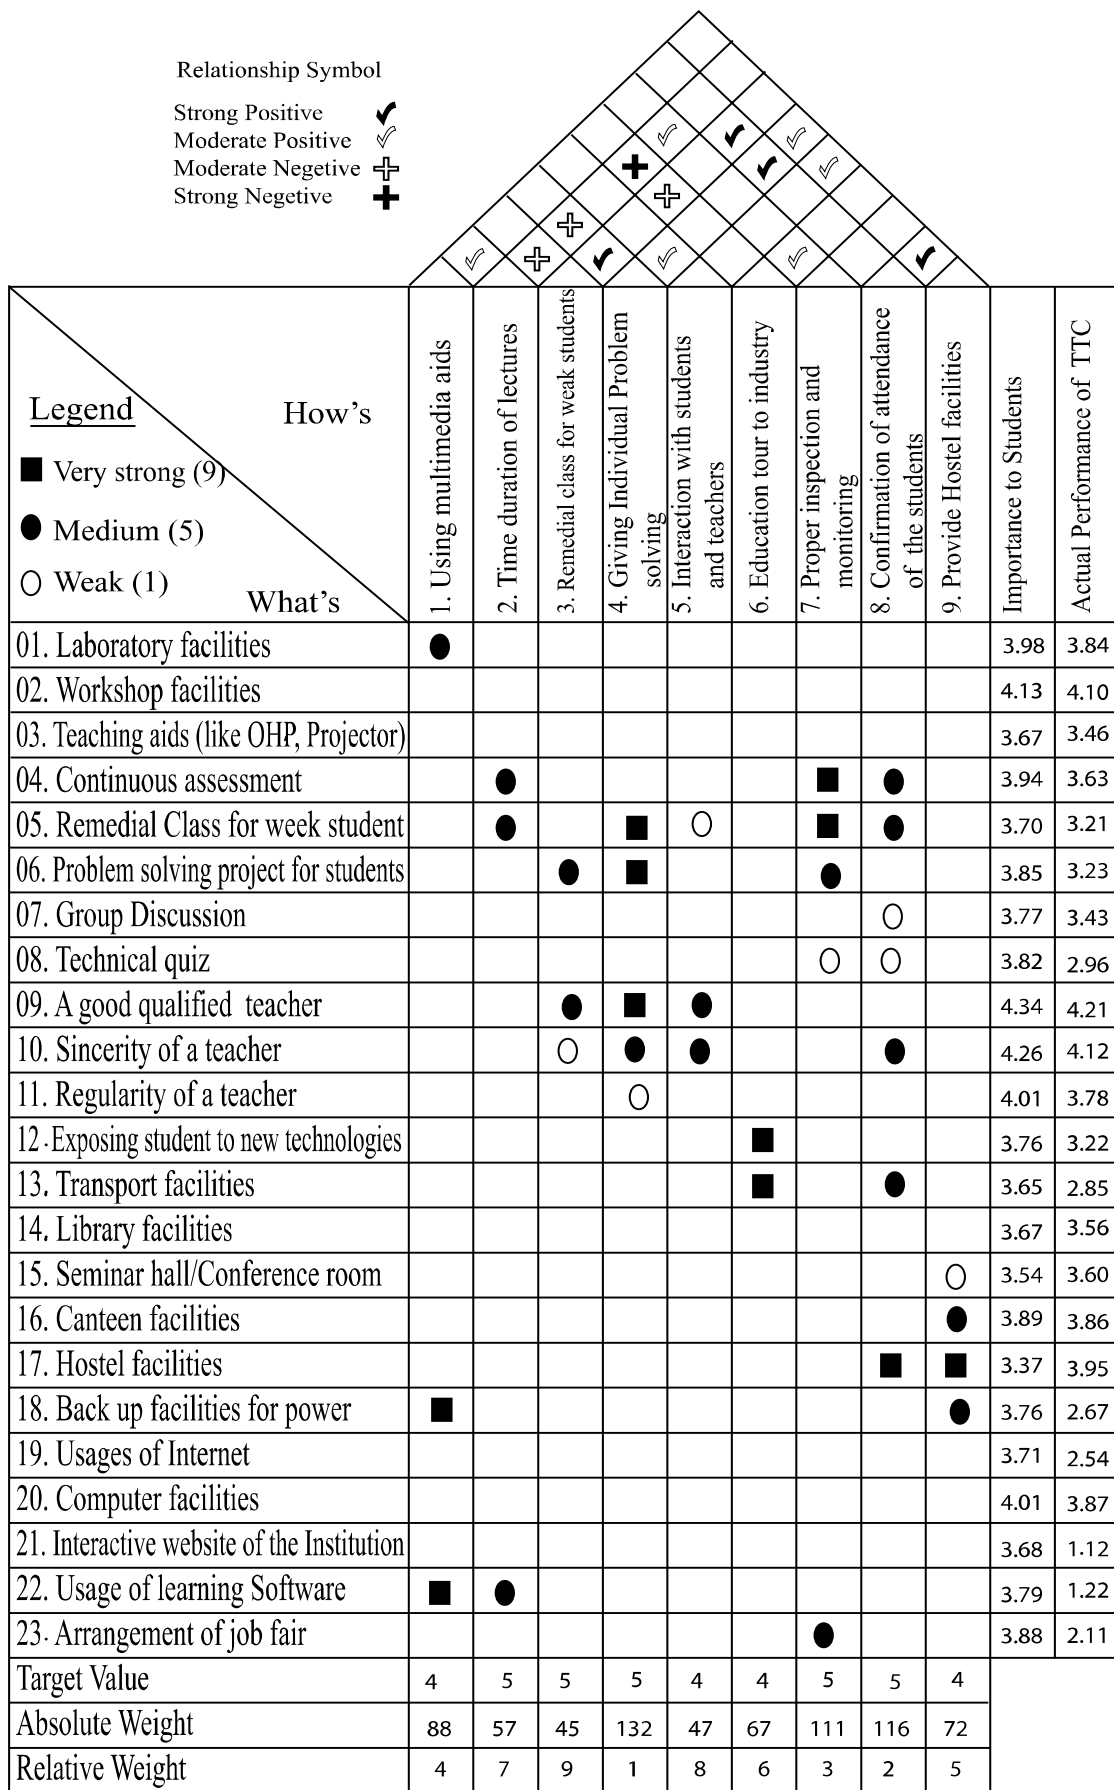 Relationship Symbol
Strong Positive
Moderate Positive
Moderate Negetive
Strong Negetive
Legend
How's
Very strong (9)
Medium (5)
Weak (1)
What's
1. Using multimedia aids
2. Time duration of lectures
3. Remedial class for weak students
4. Giving Individual Problem
solving
5. Interaction with students
and teachers
6. Education tour to industry
7. Proper inspection and
monitoring
8. Confirmation of attendance
of the students
9. Provide Hostel facilities
Importance to Students
Actual Performance of TTC
01. Laboratory facilities 3.98 3.84
02. Workshop facilities 4.13 4.10
03. Teaching aids (like OHP, Projector) 3.67 3.46
04. Continuous assessment 3.94 3.63
05. Remedial Class for week student 3.70 3.21
06. Problem solving project for students 3.85 3.23
07. Group Discussion 3.77 3.43
08. Technical quiz 3.82 2.96
09. A good qualified teacher 4.34 4.21
10. Sincerity of a teacher 4.26 4.12
11. Regularity of a teacher 4.01 3.78
12. Exposing student to new technologies 3.76 3.22
13. Transport facilities 3.65 2.85
14. Library facilities 3.67 3.56
15. Seminar hall/Conference room 3.54 3.60
16. Canteen facilities 3.89 3.86
17. Hostel facilities 3.37 3.95
18. Back up facilities for power 3.76 2.67
19. Usages of Internet 3.71 2.54
20. Computer facilities 4.01 3.87
21. Interactive website of the Institution 3.68 1.12
22. Usage of learning Software 3.79 1.22
23. Arrangement of job fair 3.88 2.11
Target Value 4 5 5 5 4 4 5 5 4
Absolute Weight 88 57 45 132 47 67 111 116 72
Relative Weight 4 7 9 1 8 6 3 2 5